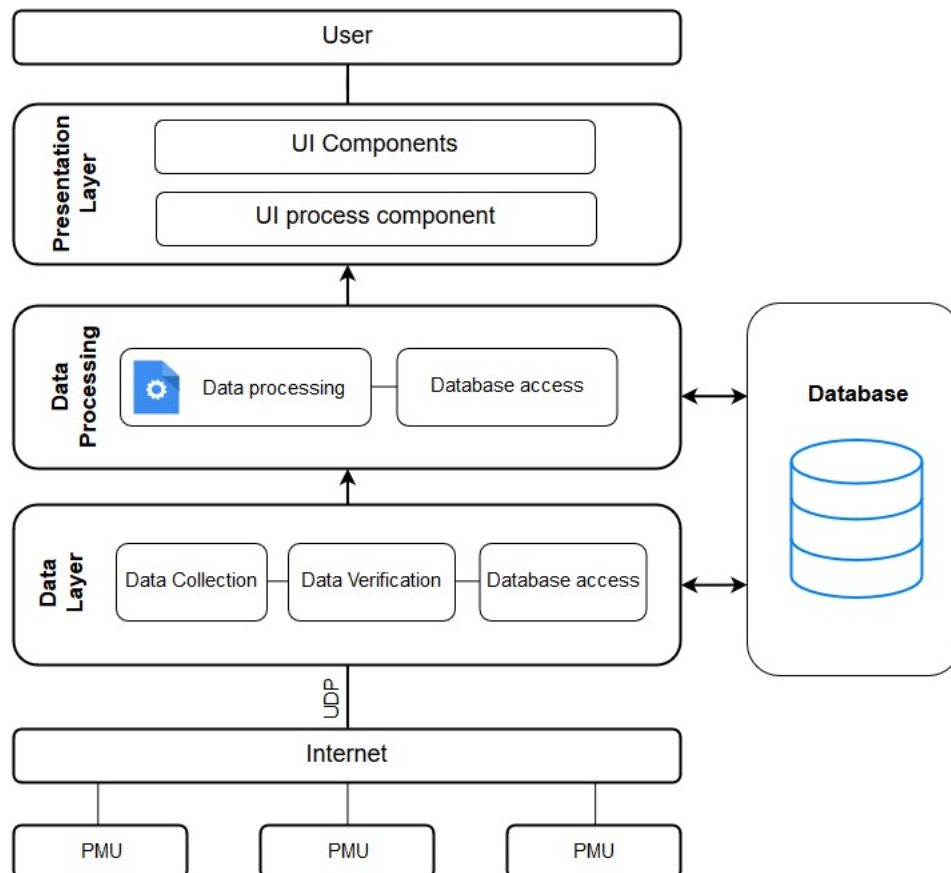 User
Presentation
Layer
UI Components
UI process component
Data
Processing
Data processing
Database access
Database
Data
Layer
Data Collection
Data Verification
Database access
UDP
Internet
PMU
PMU
PMU